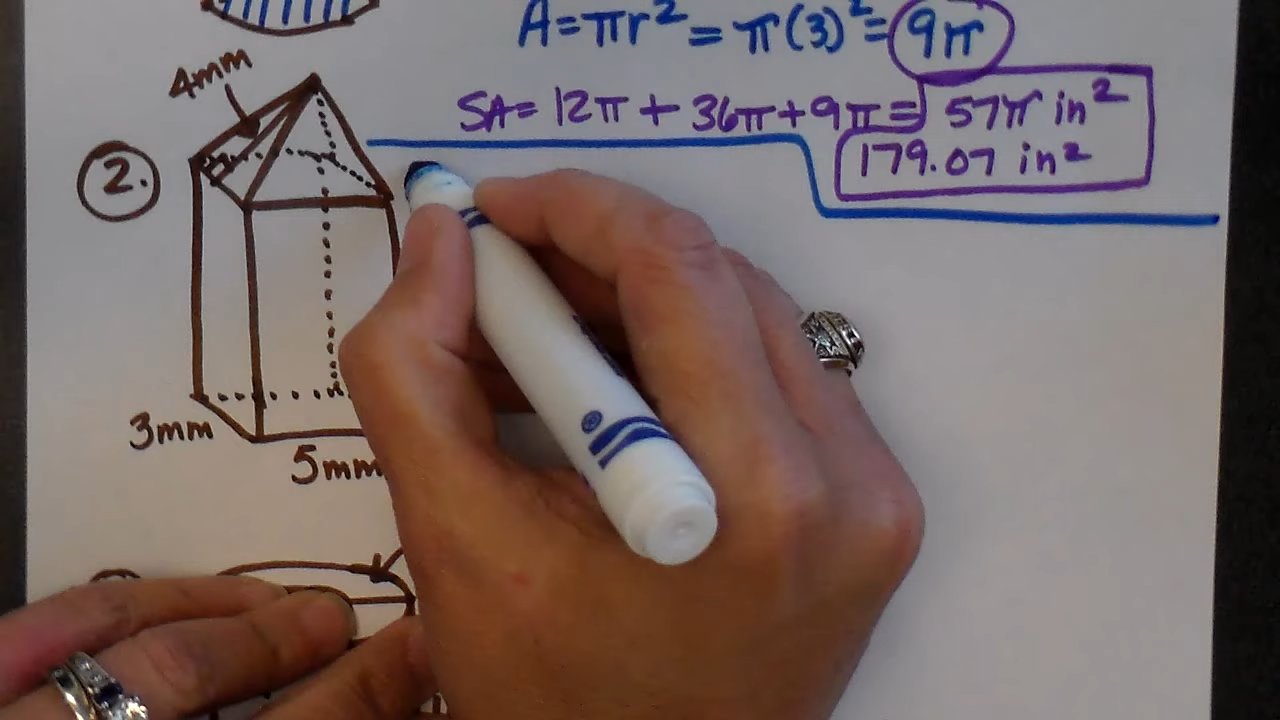 A = πr² = π(3)² = 9π
SA = 12π + 36π + 9π = 57π in²
179.07 in²
4mm
2.
3mm
5mm